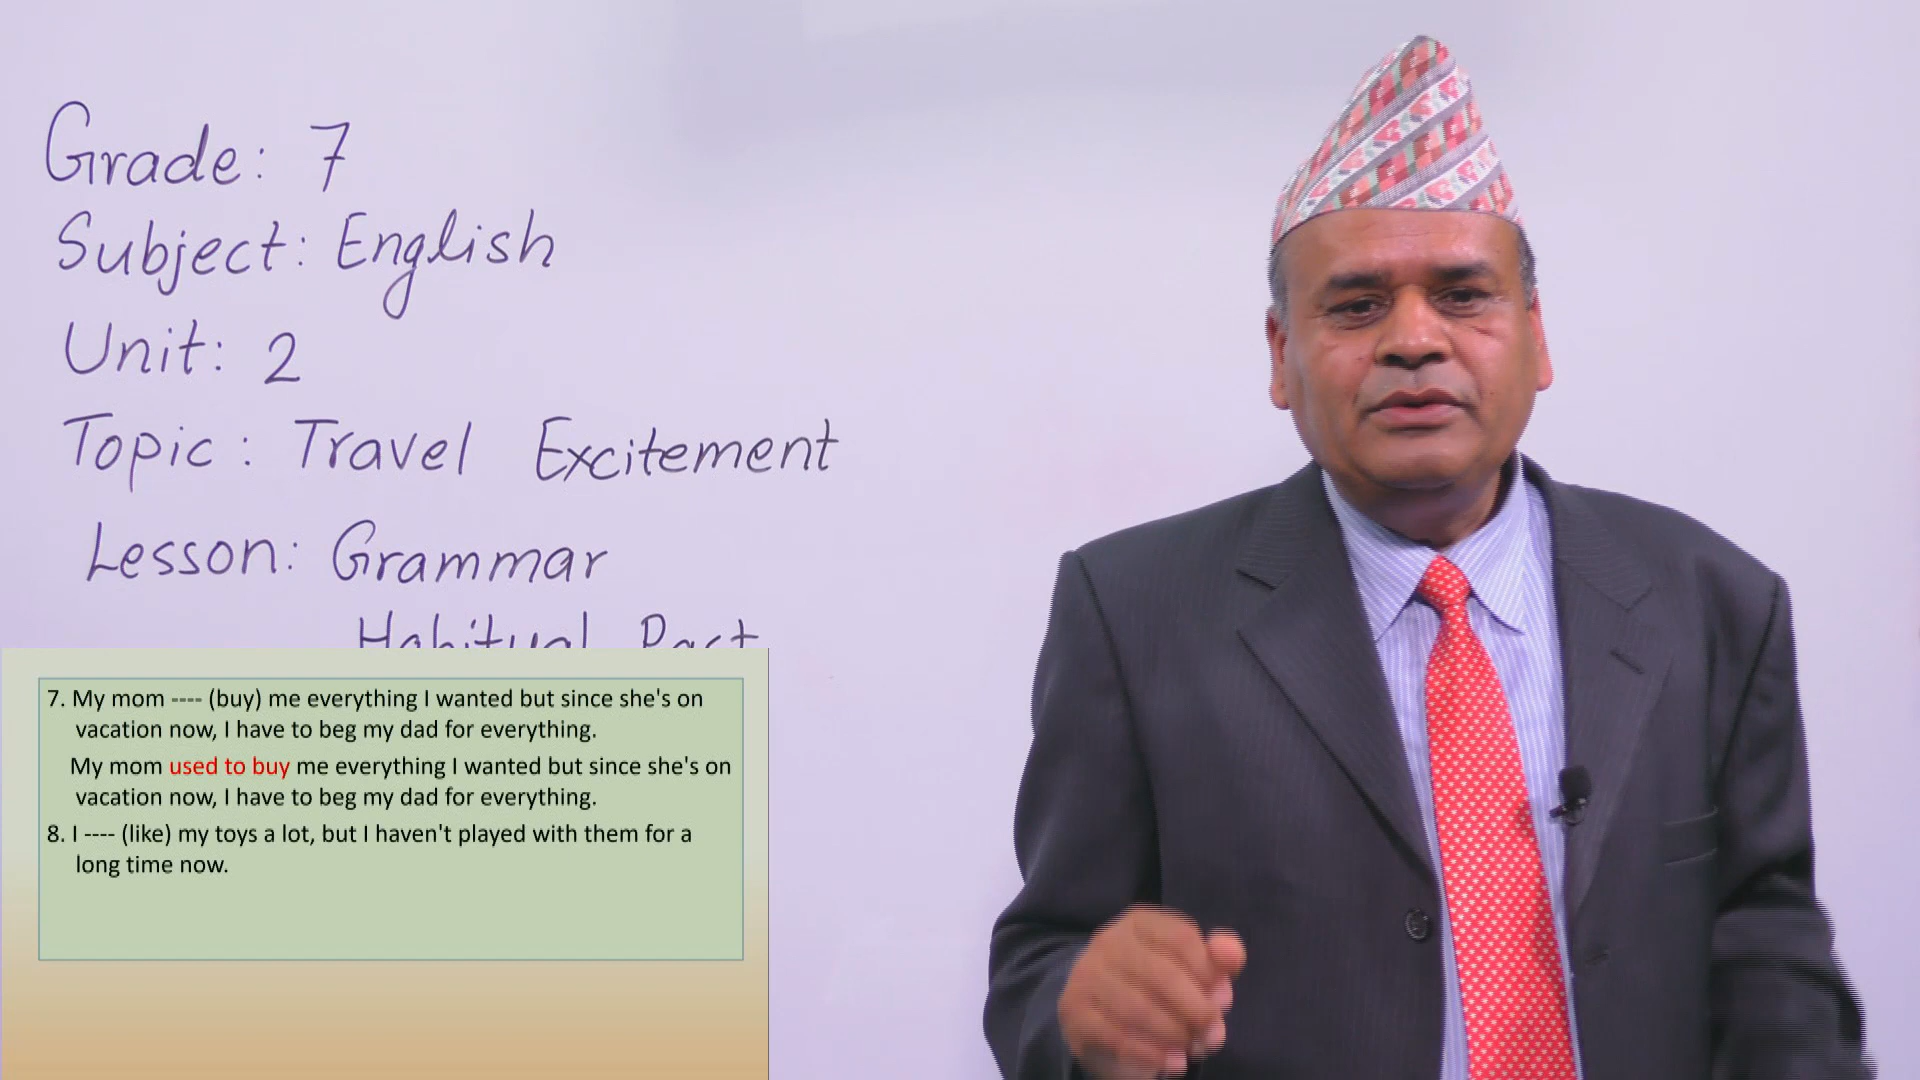 Grade: 7
Subject: English
Unit: 2
Topic: Travel Excitement
Lesson: Grammar
Habitual Past
7. My mom ---- (buy) me everything I wanted but since she's on
vacation now, I have to beg my dad for everything.
My mom used to buy me everything I wanted but since she's on
vacation now, I have to beg my dad for everything.
8. I ---- (like) my toys a lot, but I haven't played with them for a
long time now.